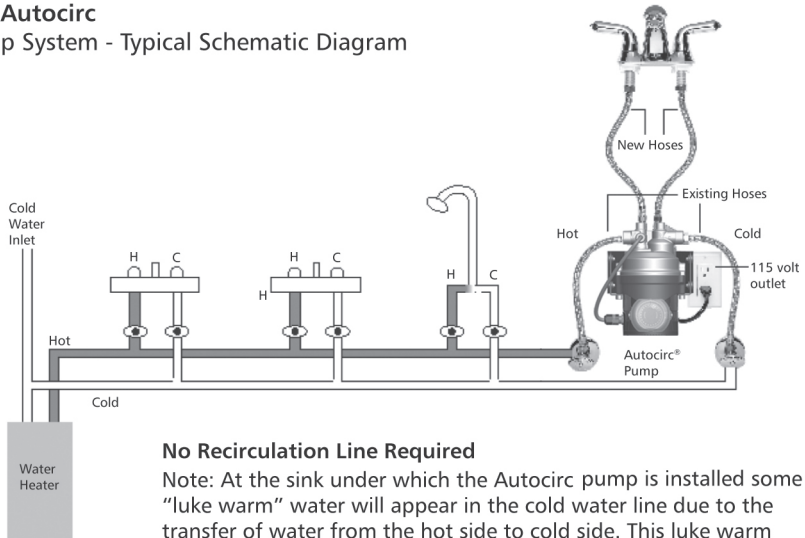 Autocirc
p System - Typical Schematic Diagram
New Hoses
Existing Hoses
Cold
Water
Inlet
Hot
Cold
H
C
H
C
H
H
C
115 volt
outlet
Hot
Autocirc®
Pump
Cold
Water
Heater
No Recirculation Line Required
Note: At the sink under which the Autocirc pump is installed some
“luke warm” water will appear in the cold water line due to the
transfer of water from the hot side to cold side. This luke warm